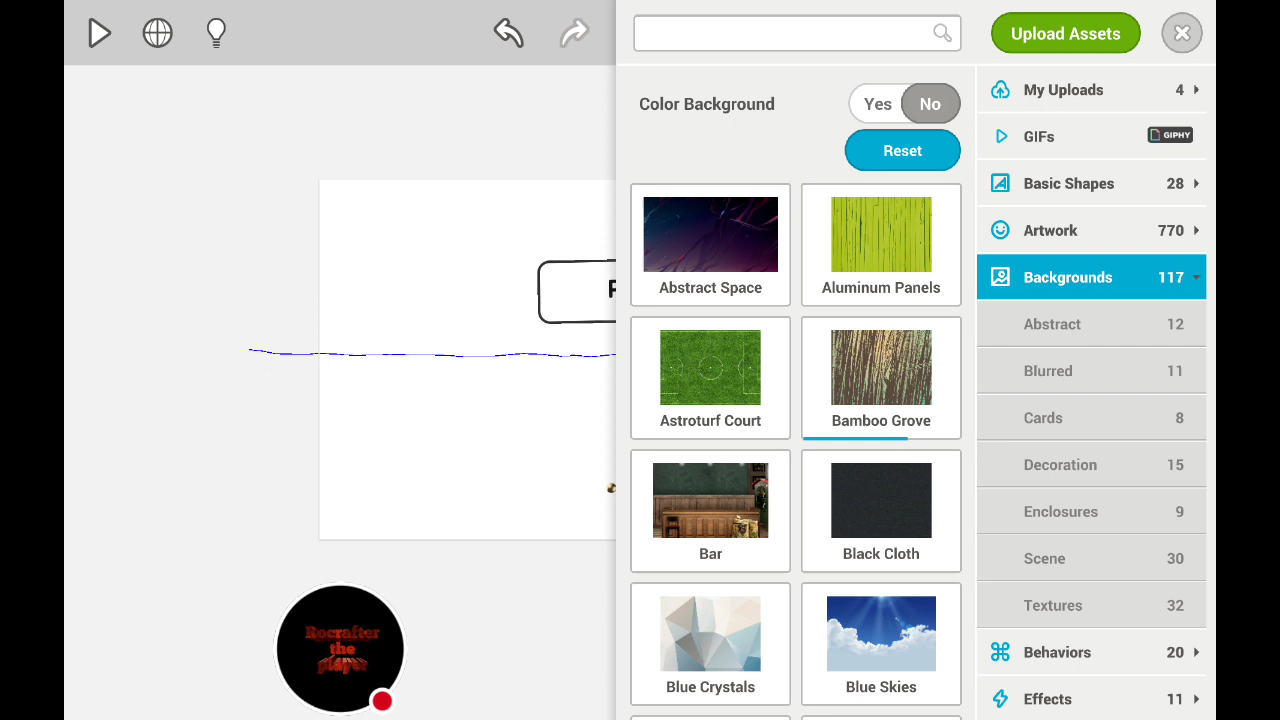 Upload Assets
Color Background
Yes
No
Reset
Abstract Space
Aluminum Panels
Astroturf Court
Bamboo Grove
Bar
Black Cloth
Blue Crystals
Blue Skies
My Uploads 4
GIFs GIPHY
Basic Shapes 28
Artwork 770
Backgrounds 117
Abstract 12
Blurred 11
Cards 8
Decoration 15
Enclosures 9
Scene 30
Textures 32
Behaviors 20
Effects 11
Rocrafter
the
player